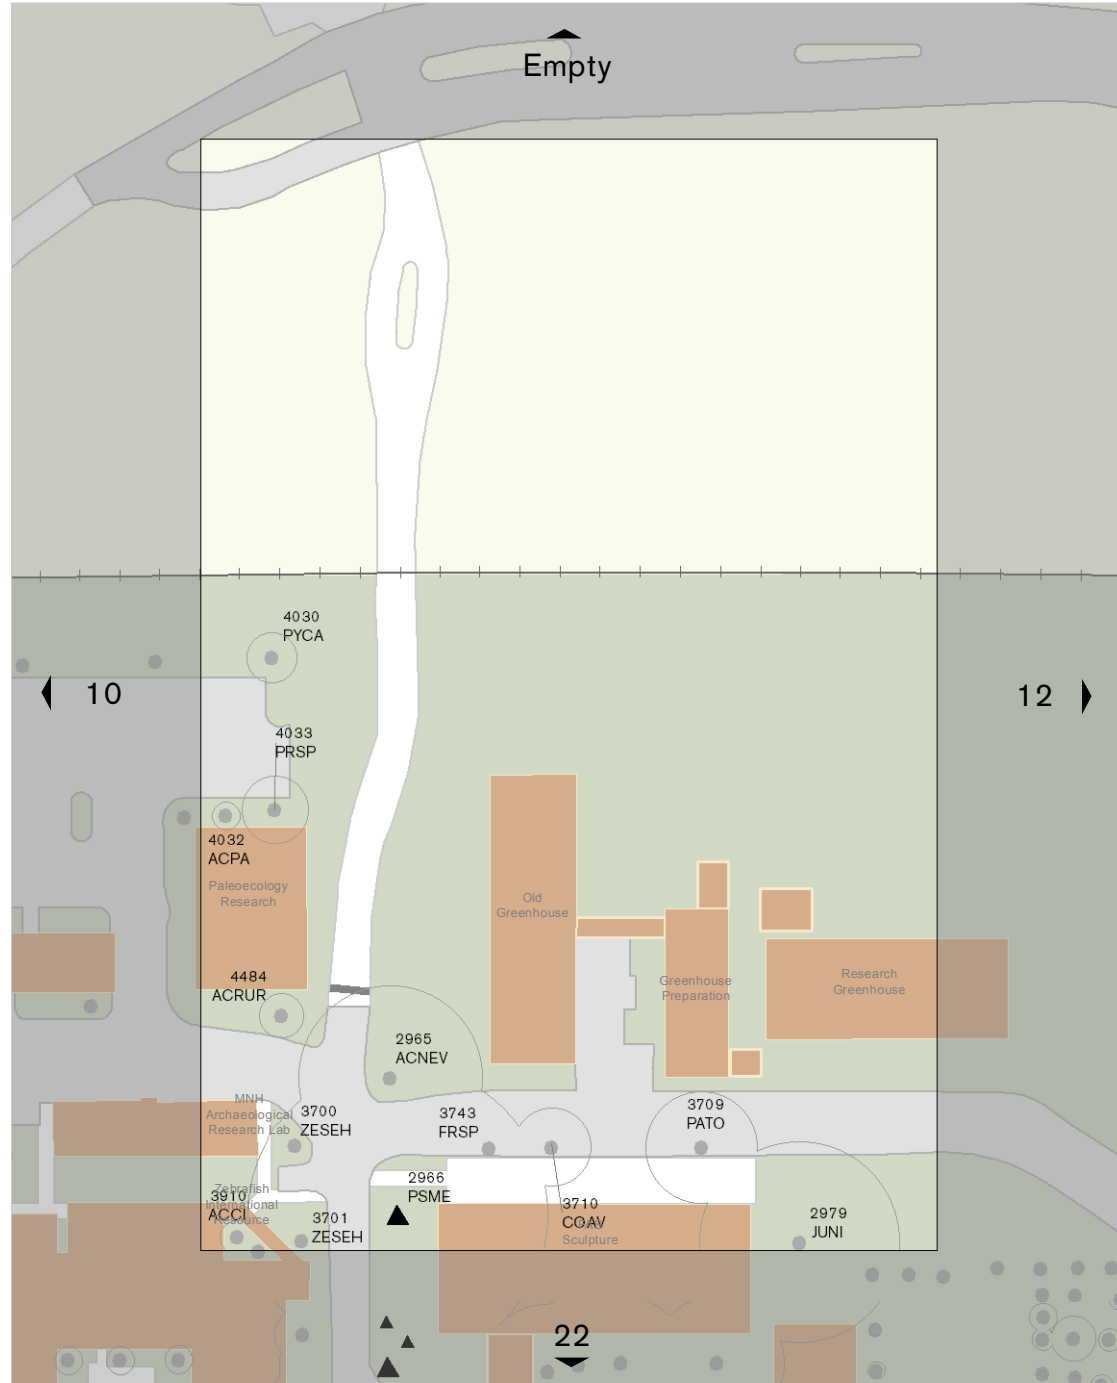 Empty
4030
PYCA
10
12
4033
PRSP
4032
ACPA
Paleoecology
Research
Old
Greenhouse
4484
ACRUR
Greenhouse
Preparation
Research
Greenhouse
2965
ACNEV
MNH
Archaeological
Research Lab
3700
ZESEH
3743
FRSP
3709
PATO
2966
PSME
Zebrafish
International
Resource
3910
ACCI
3701
ZESEH
3710
COAV
Sculpture
2979
JUNI
22